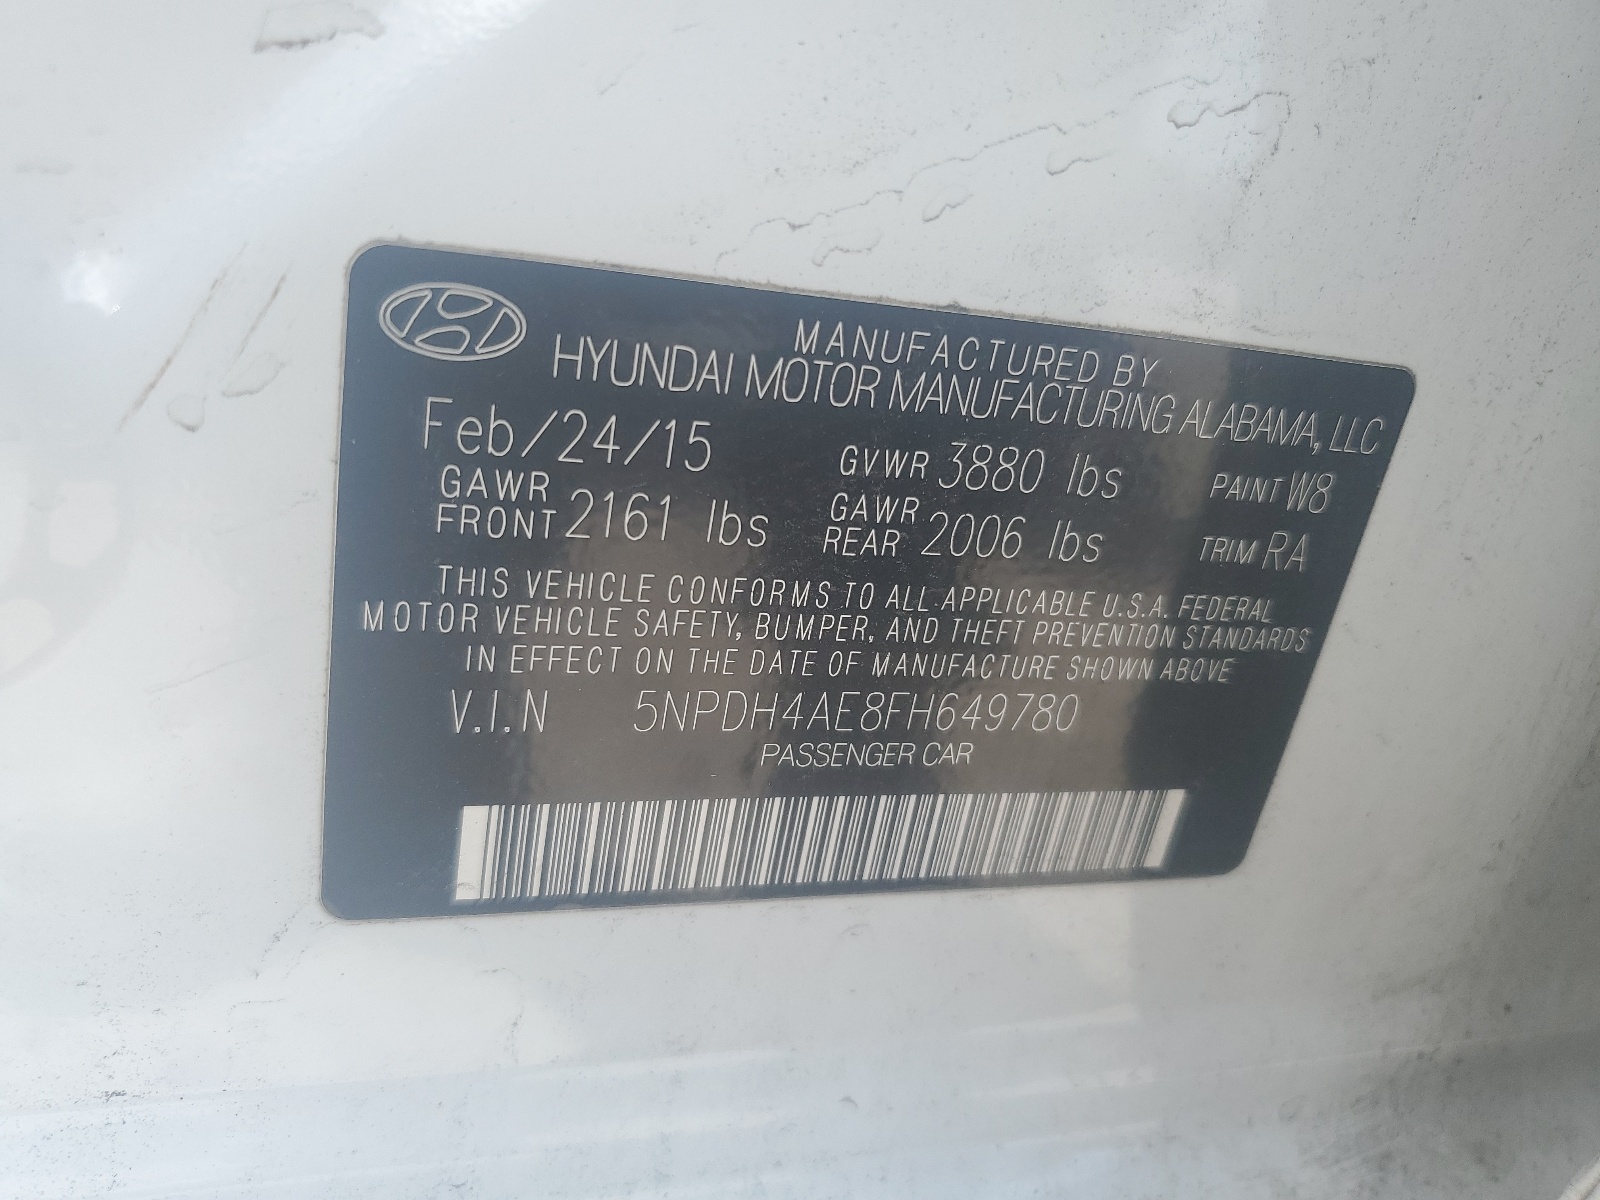 MANUFACTURED BY
HYUNDAI MOTOR MANUFACTURING ALABAMA, LLC
Feb/24/15 GVWR 3880 lbs PAINT W8
GAWR FRONT 2161 lbs GAWR REAR 2006 lbs TRIM RA
THIS VEHICLE CONFORMS TO ALL APPLICABLE U.S.A. FEDERAL
MOTOR VEHICLE SAFETY, BUMPER, AND THEFT PREVENTION STANDARDS
IN EFFECT ON THE DATE OF MANUFACTURE SHOWN ABOVE
V.I.N 5NPDH4AE8FH649780
PASSENGER CAR